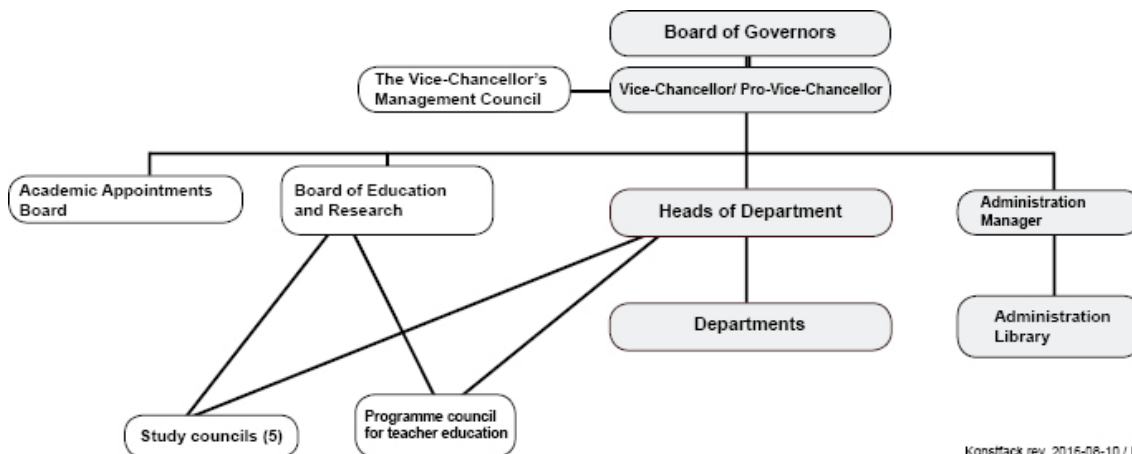 Board of Governors
The Vice-Chancellor's
Management Council
Vice-Chancellor/ Pro-Vice-Chancellor
Academic Appointments
Board
Board of Education
and Research
Heads of Department
Administration
Manager
Departments
Administration
Library
Study councils (5)
Programme council
for teacher education
Konstfack rev. 2016-08-10 /